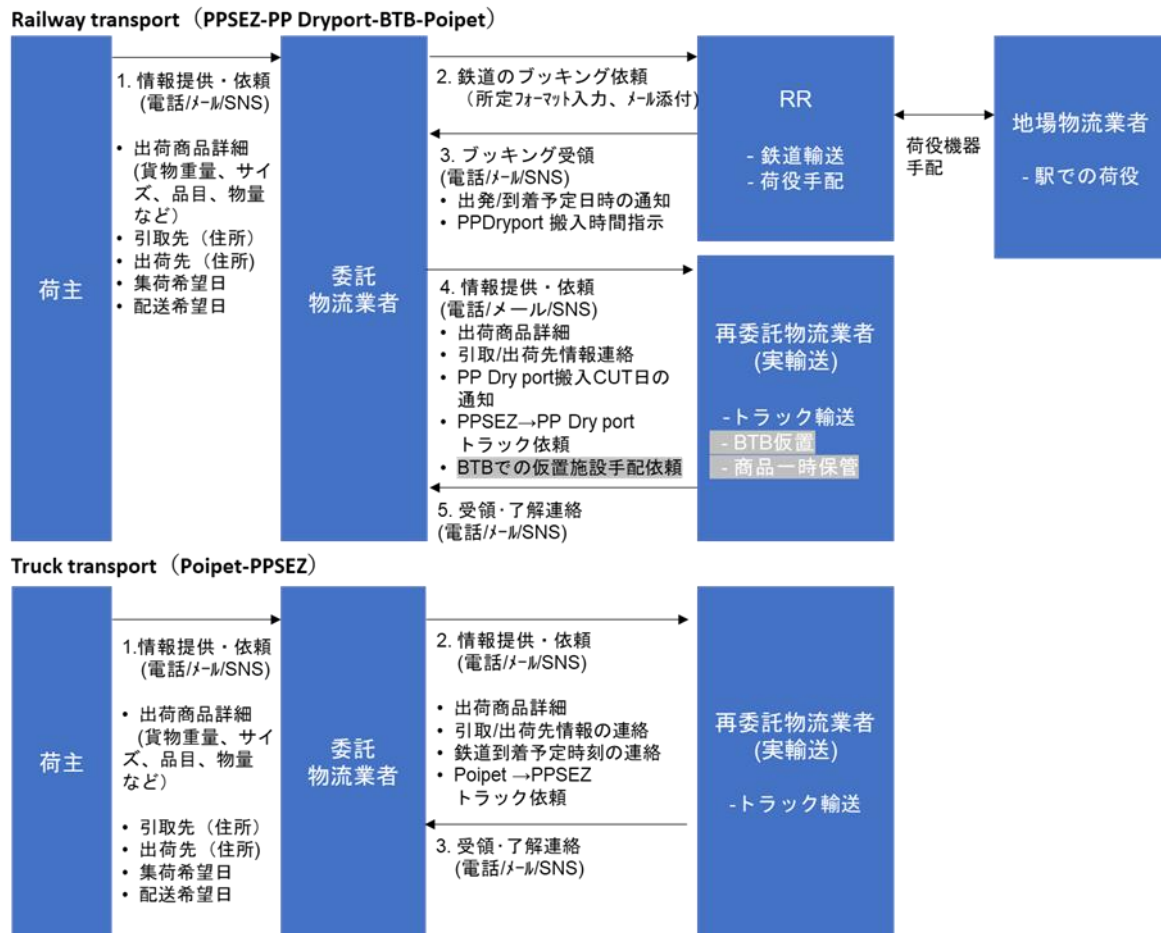 Railway transport（PPSEZ-PP Dryport-BTB-Poipet）
荷主
1. 情報提供・依頼
(電話/ﾒｰﾙ/SNS)
• 出荷商品詳細
(貨物重量、サイ
ズ、品目、物量
など）
• 引取先（住所）
• 出荷先（住所)
• 集荷希望日
• 配送希望日
委託
物流業者
2. 鉄道のブッキング依頼
（所定ﾌｫｰﾏｯﾄ入力、ﾒｰﾙ添付)
3. ブッキング受領
(電話/ﾒｰﾙ/SNS)
• 出発/到着予定日時の通知
• PPDryport 搬入時間指示
RR
- 鉄道輸送
- 荷役手配
荷役機器
手配
地場物流業者
- 駅での荷役
4. 情報提供・依頼
(電話/メール/SNS)
• 出荷商品詳細
• 引取/出荷先情報連絡
• PP Dry port搬入CUT日の
通知
• PPSEZ→PP Dry port
トラック依頼
• BTBでの仮置施設手配依頼
5. 受領･了解連絡
(電話/ﾒｰﾙ/SNS)
再委託物流業者
(実輸送)
-トラック輸送
- BTB仮置
- 商品一時保管
Truck transport（Poipet-PPSEZ）
荷主
1.情報提供・依頼
(電話/ﾒｰﾙ/SNS)
• 出荷商品詳細
(貨物重量、サイ
ズ、品目、物量
など）
• 引取先（住所）
• 出荷先（住所)
• 集荷希望日
• 配送希望日
委託
物流業者
2. 情報提供・依頼
(電話/ﾒｰﾙ/SNS)
• 出荷商品詳細
• 引取/出荷先情報の連絡
• 鉄道到着予定時刻の連絡
• Poipet →PPSEZ
トラック依頼
3. 受領･了解連絡
(電話/ﾒｰﾙ/SNS)
再委託物流業者
(実輸送)
-トラック輸送